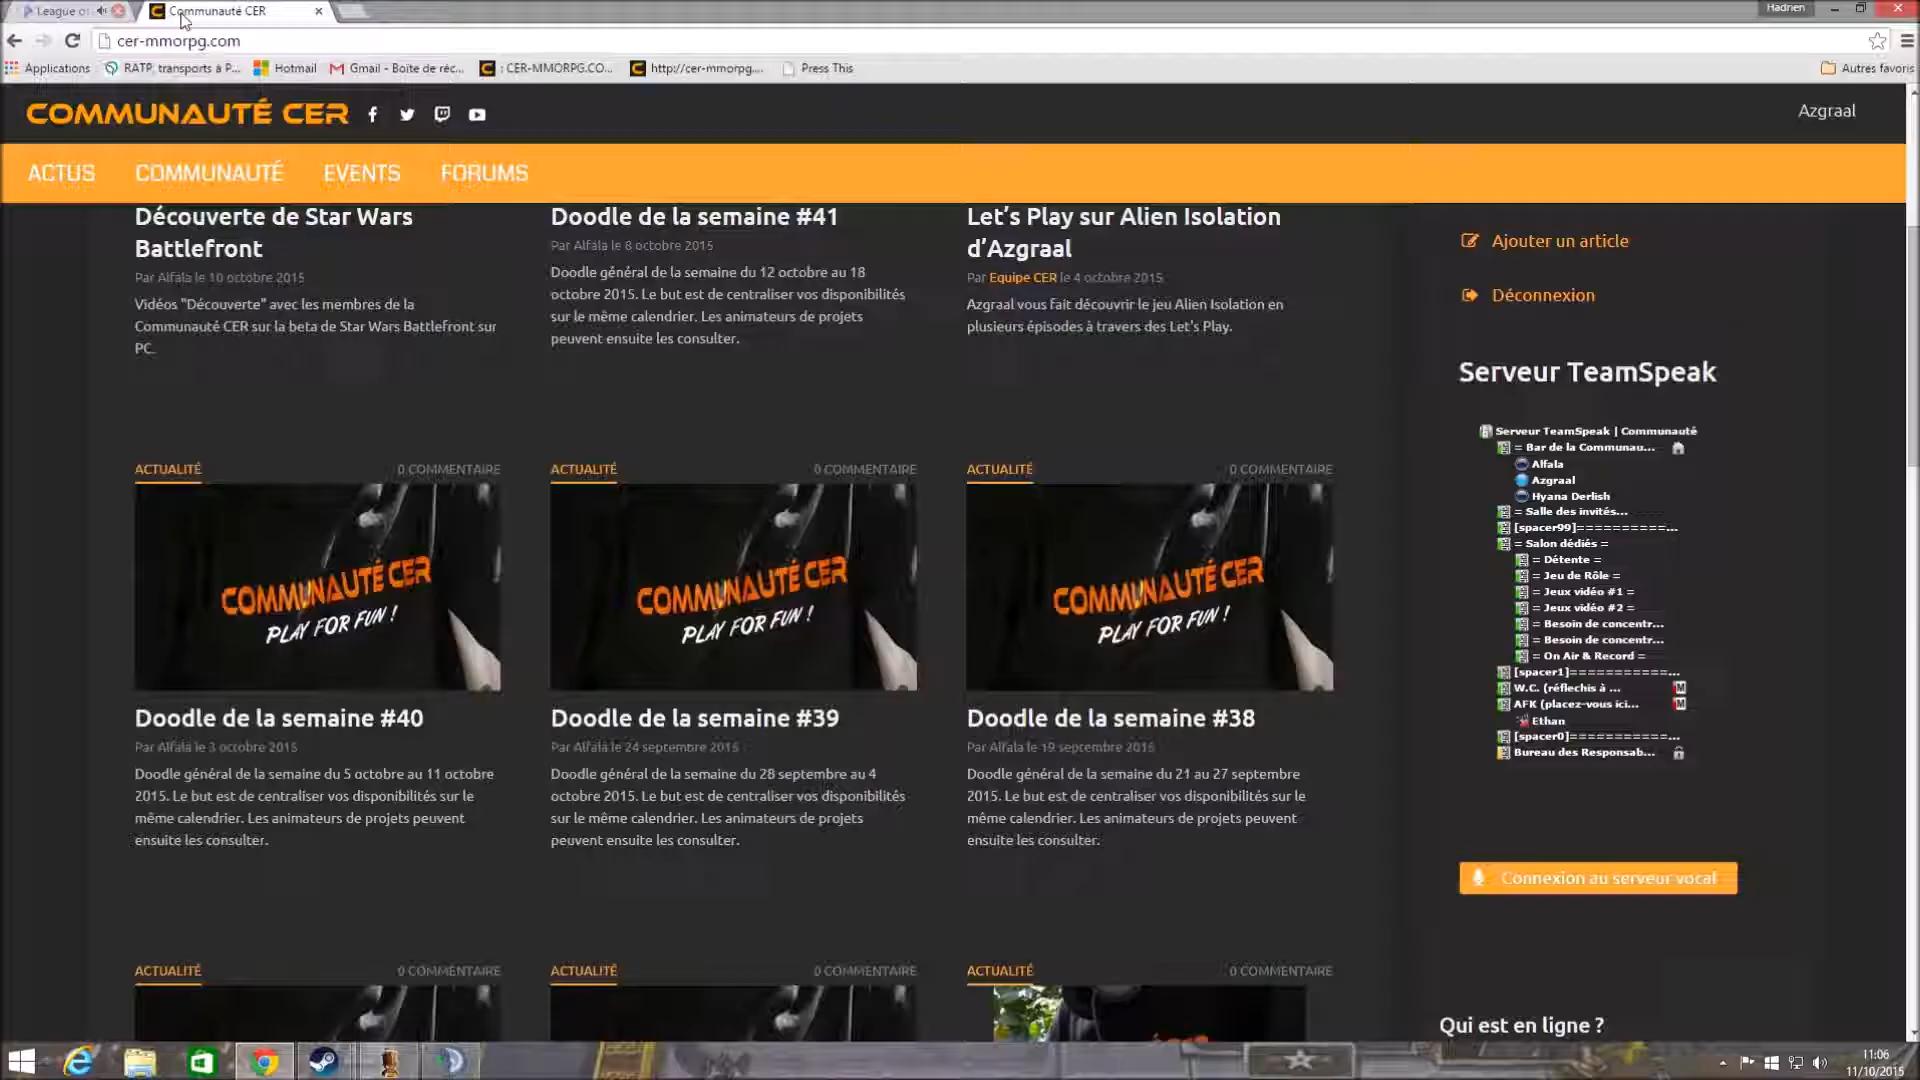 League o
Communauté CER
Hadrien
cer-mmorpg.com
Applications
RATP, transports à P...
Hotmail
Gmail - Boîte de réc...
: CER-MMORPG.CO...
http://cer-mmorpg....
Press This
Autres favoris
COMMUNAUTÉ CER
Azgraal
ACTUS
COMMUNAUTÉ
EVENTS
FORUMS
Découverte de Star Wars
Battlefront
Par Alfala le 10 octobre 2015
Vidéos "Découverte" avec les membres de la
Communauté CER sur la beta de Star Wars Battlefront sur
PC.
Doodle de la semaine #41
Par Alfala le 8 octobre 2015
Doodle général de la semaine du 12 octobre au 18
octobre 2015. Le but est de centraliser vos disponibilités
sur le même calendrier. Les animateurs de projets
peuvent ensuite les consulter.
Let's Play sur Alien Isolation
d'Azgraal
Par Equipe CER le 4 octobre 2015
Azgraal vous fait découvrir le jeu Alien Isolation en
plusieurs épisodes à travers des Let's Play.
ACTUALITÉ
0 COMMENTAIRE
COMMUNAUTÉ CER
PLAY FOR FUN !
Doodle de la semaine #40
Par Alfala le 3 octobre 2015
Doodle général de la semaine du 5 octobre au 11 octobre
2015. Le but est de centraliser vos disponibilités sur le
même calendrier. Les animateurs de projets peuvent
ensuite les consulter.
ACTUALITÉ
0 COMMENTAIRE
COMMUNAUTÉ CER
PLAY FOR FUN !
Doodle de la semaine #39
Par Alfala le 24 septembre 2015
Doodle général de la semaine du 28 septembre au 4
octobre 2015. Le but est de centraliser vos disponibilités
sur le même calendrier. Les animateurs de projets
peuvent ensuite les consulter.
ACTUALITÉ
0 COMMENTAIRE
COMMUNAUTÉ CER
PLAY FOR FUN !
Doodle de la semaine #38
Par Alfala le 19 septembre 2015
Doodle général de la semaine du 21 au 27 septembre
2015. Le but est de centraliser vos disponibilités sur le
même calendrier. Les animateurs de projets peuvent
ensuite les consulter.
ACTUALITÉ
0 COMMENTAIRE
ACTUALITÉ
0 COMMENTAIRE
ACTUALITÉ
0 COMMENTAIRE
Ajouter un article
Déconnexion
Serveur TeamSpeak
Serveur TeamSpeak | Communauté
= Bar de la Communau...
Alfala
Azgraal
Hyana Derlish
= Salle des invités...
[spacer99]==========...
= Salon dédiés =
= Détente =
= Jeu de Rôle =
= Jeux vidéo #1 =
= Jeux vidéo #2 =
= Besoin de concentr...
= Besoin de concentr...
= On Air & Record =
[spacer1]===========...
W.C. (réflechis à ...
AFK (placez-vous ici...
Ethan
[spacer0]===========...
Bureau des Responsab...
Connexion au serveur vocal
Qui est en ligne ?
11:06
11/10/2015